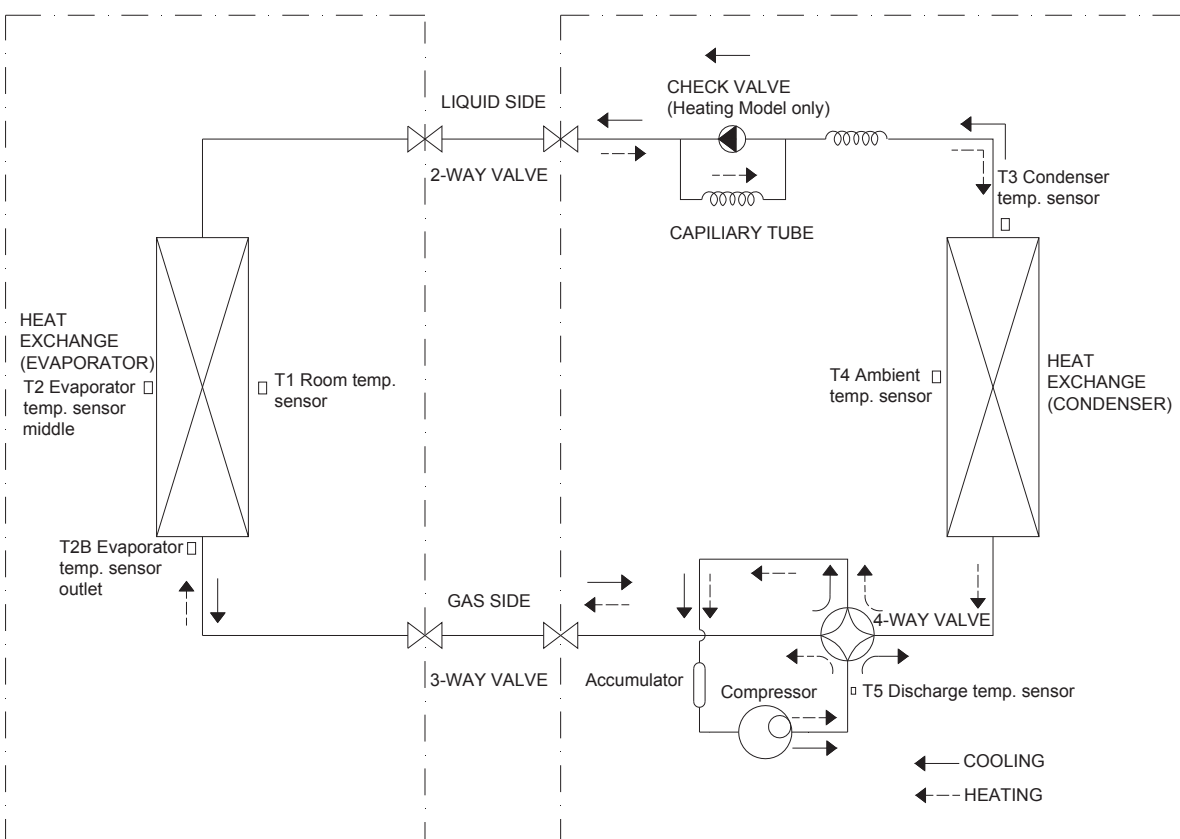 CHECK VALVE
(Heating Model only)
LIQUID SIDE
2-WAY VALVE
CAPILIARY TUBE
T3 Condenser
temp. sensor
HEAT
EXCHANGE
(EVAPORATOR)
T2 Evaporator
temp. sensor
middle
T1 Room temp.
sensor
T4 Ambient
temp. sensor
HEAT
EXCHANGE
(CONDENSER)
T2B Evaporator
temp. sensor
outlet
GAS SIDE
3-WAY VALVE
4-WAY VALVE
Accumulator
Compressor
T5 Discharge temp. sensor
COOLING
HEATING